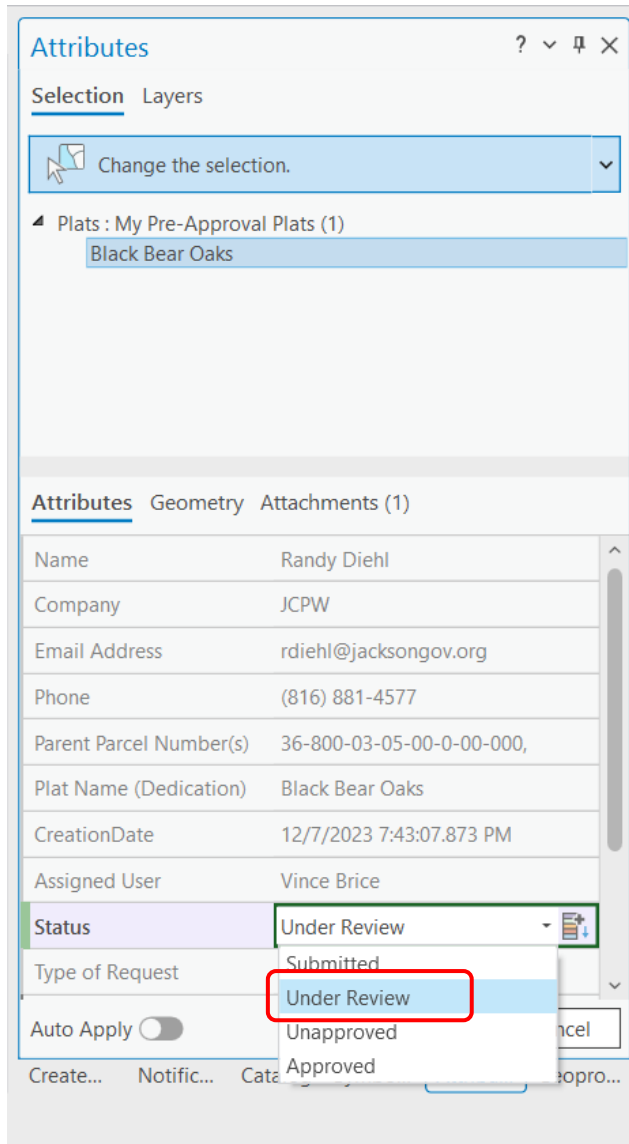 Attributes
?
Selection Layers
Change the selection.
Plats : My Pre-Approval Plats (1)
Black Bear Oaks
Attributes Geometry Attachments (1)
Name Randy Diehl
Company JCPW
Email Address rdiehl@jacksongov.org
Phone (816) 881-4577
Parent Parcel Number(s) 36-800-03-05-00-0-00-000,
Plat Name (Dedication) Black Bear Oaks
CreationDate 12/7/2023 7:43:07.873 PM
Assigned User Vince Brice
Status Under Review
Type of Request Submitted
Under Review
Auto Apply Unapproved ncel
Approved
Create... Notific... Cata eopro...